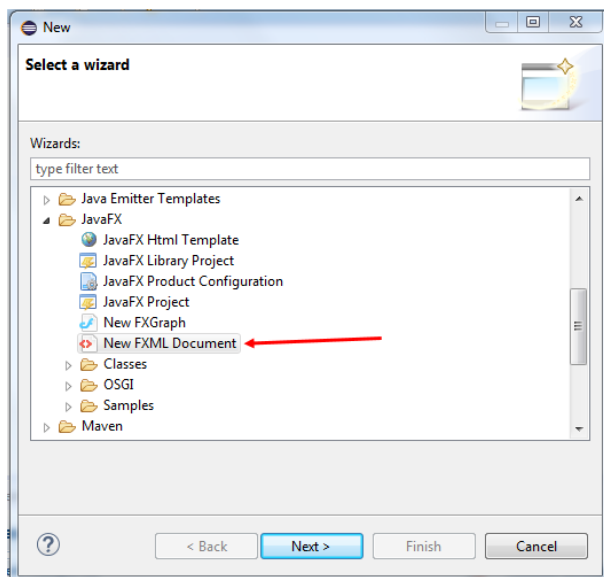 New
Select a wizard
Wizards:
type filter text
Java Emitter Templates
JavaFX
JavaFX Html Template
JavaFX Library Project
JavaFX Product Configuration
JavaFX Project
New FXGraph
New FXML Document
Classes
OSGI
Samples
Maven
? < Back Next > Finish Cancel